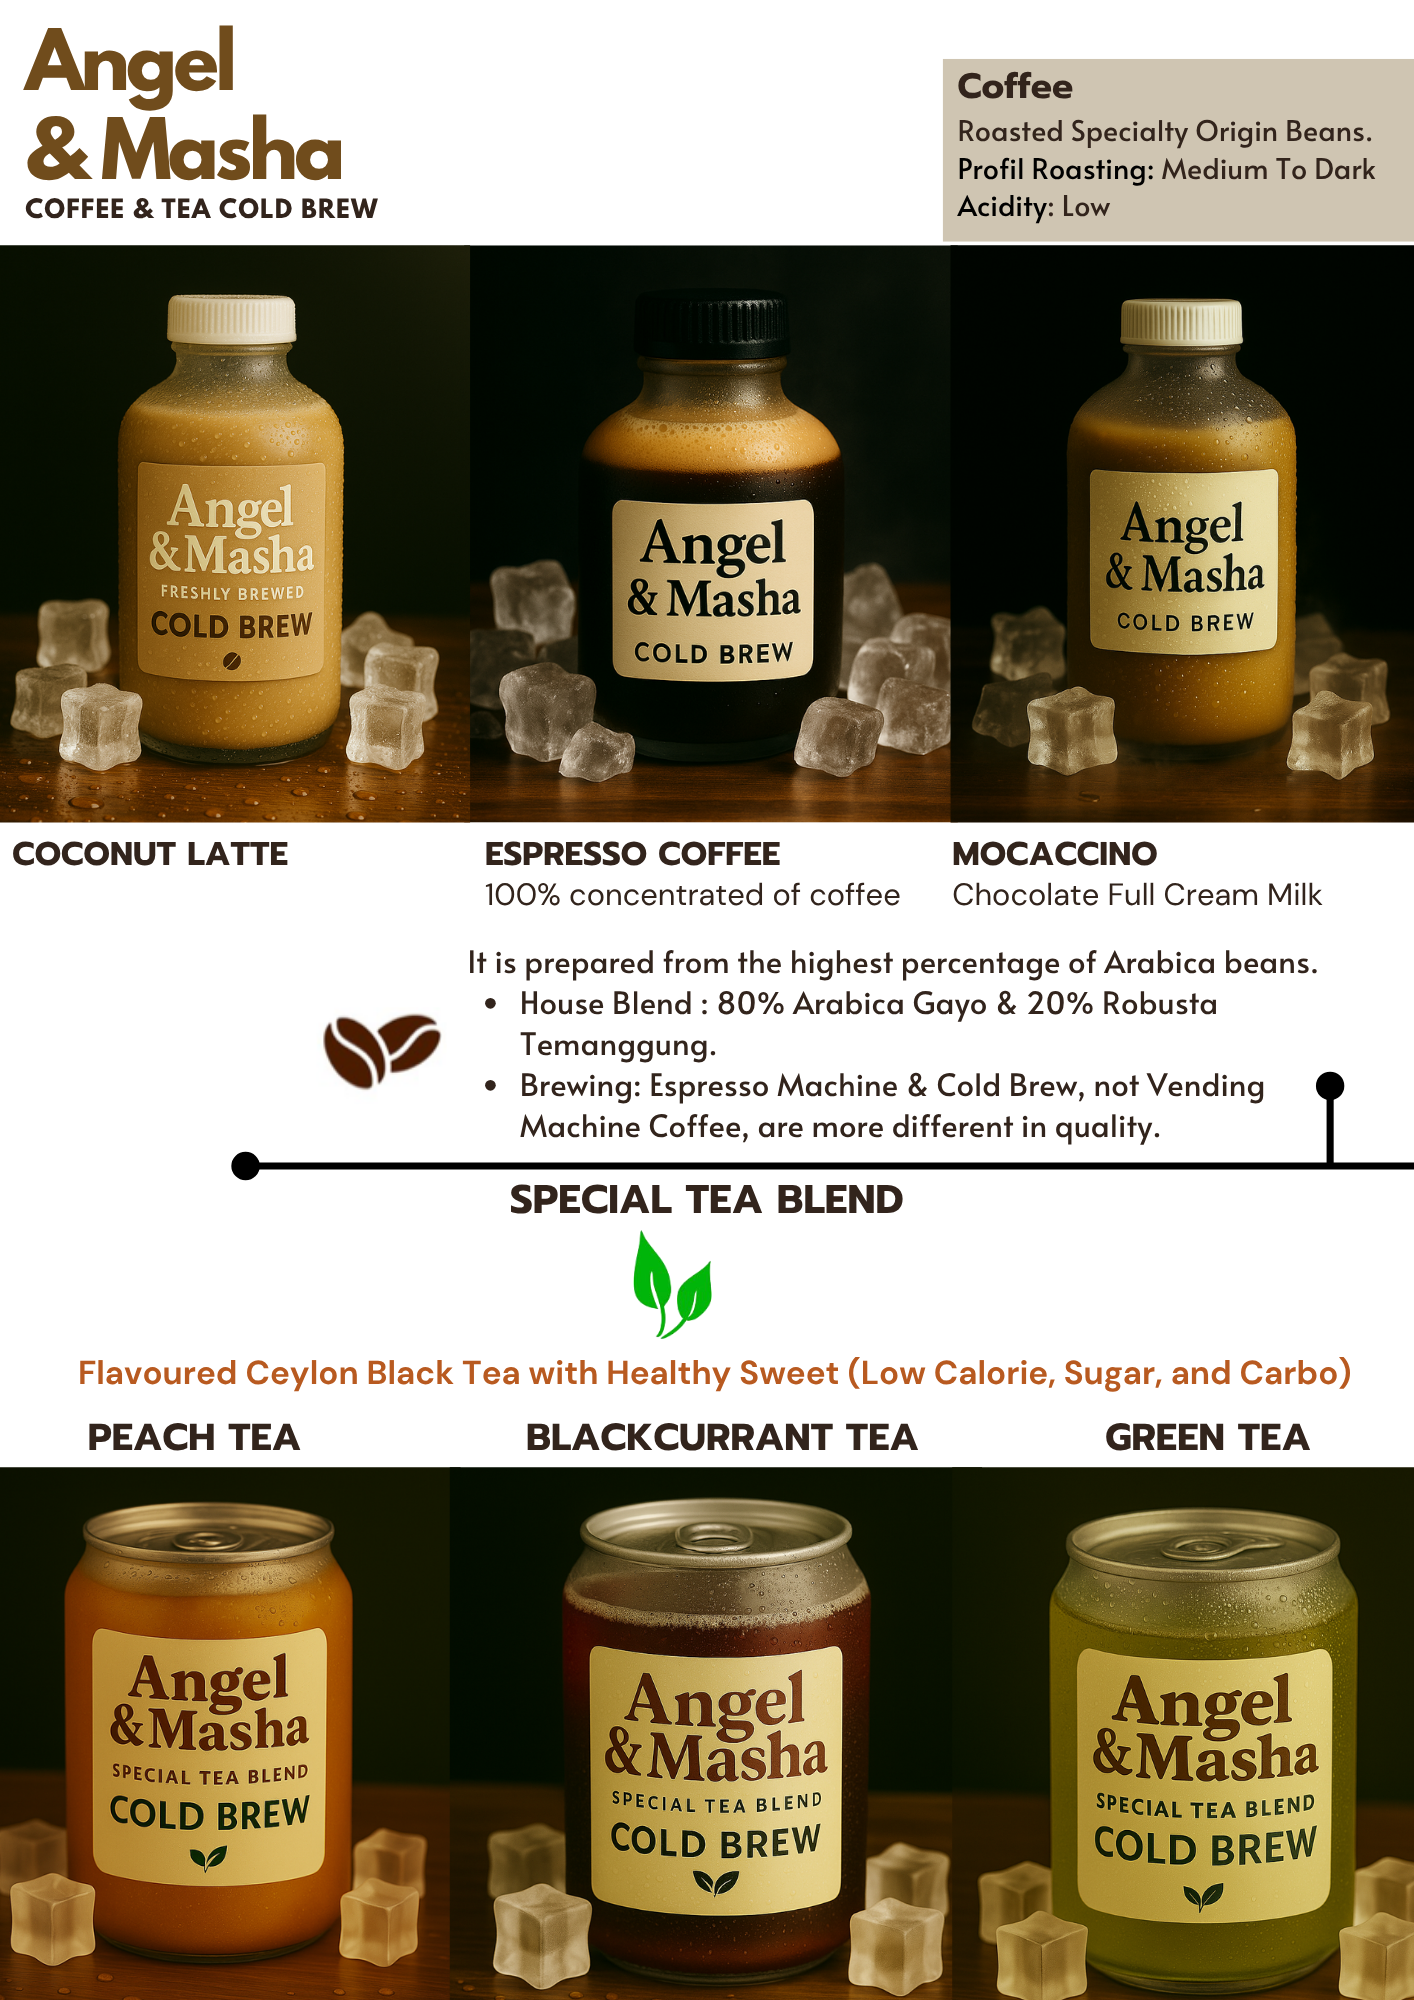 Angel
& Masha
COFFEE & TEA COLD BREW
Coffee
Roasted Specialty Origin Beans.
Profil Roasting: Medium To Dark
Acidity: Low
Angel
&Masha
FRESHLY BREWED
COLD BREW
Angel
& Masha
COLD BREW
Angel
& Masha
COLD BREW
COCONUT LATTE
ESPRESSO COFFEE
100% concentrated of coffee
MOCACCINO
Chocolate Full Cream Milk
It is prepared from the highest percentage of Arabica beans.
• House Blend : 80% Arabica Gayo & 20% Robusta
Temanggung.
• Brewing: Espresso Machine & Cold Brew, not Vending
Machine Coffee, are more different in quality.
SPECIAL TEA BLEND
Flavoured Ceylon Black Tea with Healthy Sweet (Low Calorie, Sugar, and Carbo)
PEACH TEA
BLACKCURRANT TEA
GREEN TEA
Angel
&Masha
SPECIAL TEA BLEND
COLD BREW
Angel
&Masha
SPECIAL TEA BLEND
COLD BREW
Angel
&Masha
SPECIAL TEA BLEND
COLD BREW